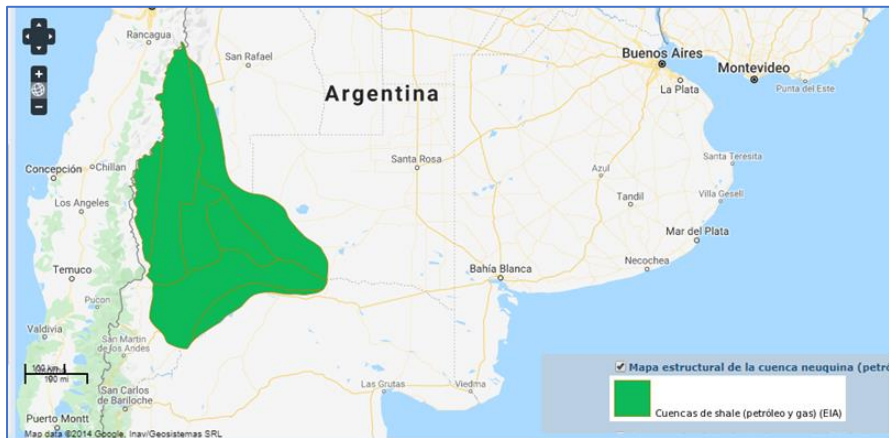 Rancagua
San Rafael
Buenos Aires
Montevideo
La Plata
Punta del Este
Argentina
Concepción
Chillan
Santa Rosa
Santa Teresita
Azul
Los Angeles
Tandil
Villa Gesell
Mar del Plata
Temuco
Bahía Blanca
Necochea
Pucon
Valdivia
San Martin
de los Andes
100 km
100 mi
San Carlos
de Bariloche
Las Grutas
Viedma
Puerto Montt
Map data ©2014 Google, Inav/Geosistemas SRL
Mapa estructural de la cuenca neuquina (petró
Cuencas de shale (petróleo y gas) (EIA)